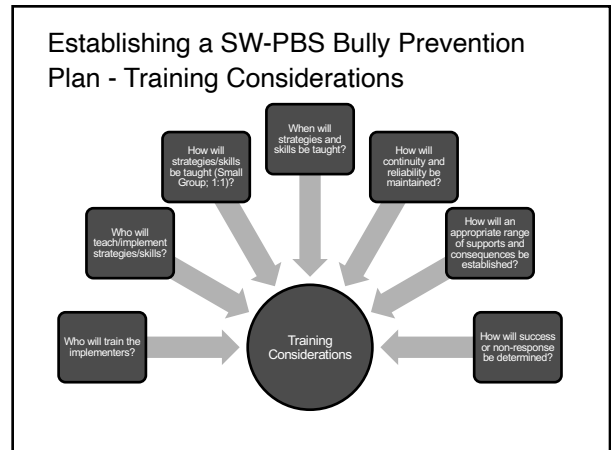 Establishing a SW-PBS Bully Prevention
Plan - Training Considerations
Who will train the
implementers?
Who will
teach/implement
strategies/skills?
How will
strategies/skills
be taught (Small
Group; 1:1)?
When will
strategies and
skills be taught?
How will
continuity and
reliability be
maintained?
How will an
appropriate range
of supports and
consequences be
established?
How will success
or non-response
be determined?
Training
Considerations